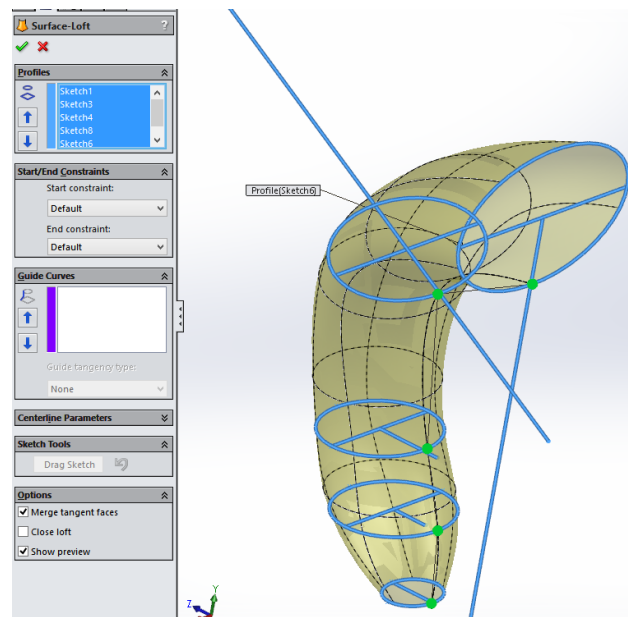 Surface-Loft ?
Profiles
Sketch1
Sketch3
Sketch4
Sketch8
Sketch6
Start/End Constraints
Start constraint:
Default
End constraint:
Default
Guide Curves
Guide tangency type:
None
Centerline Parameters
Sketch Tools
Drag Sketch
Options
Merge tangent faces
Close loft
Show preview
Profile(Sketch6)
Y
Z